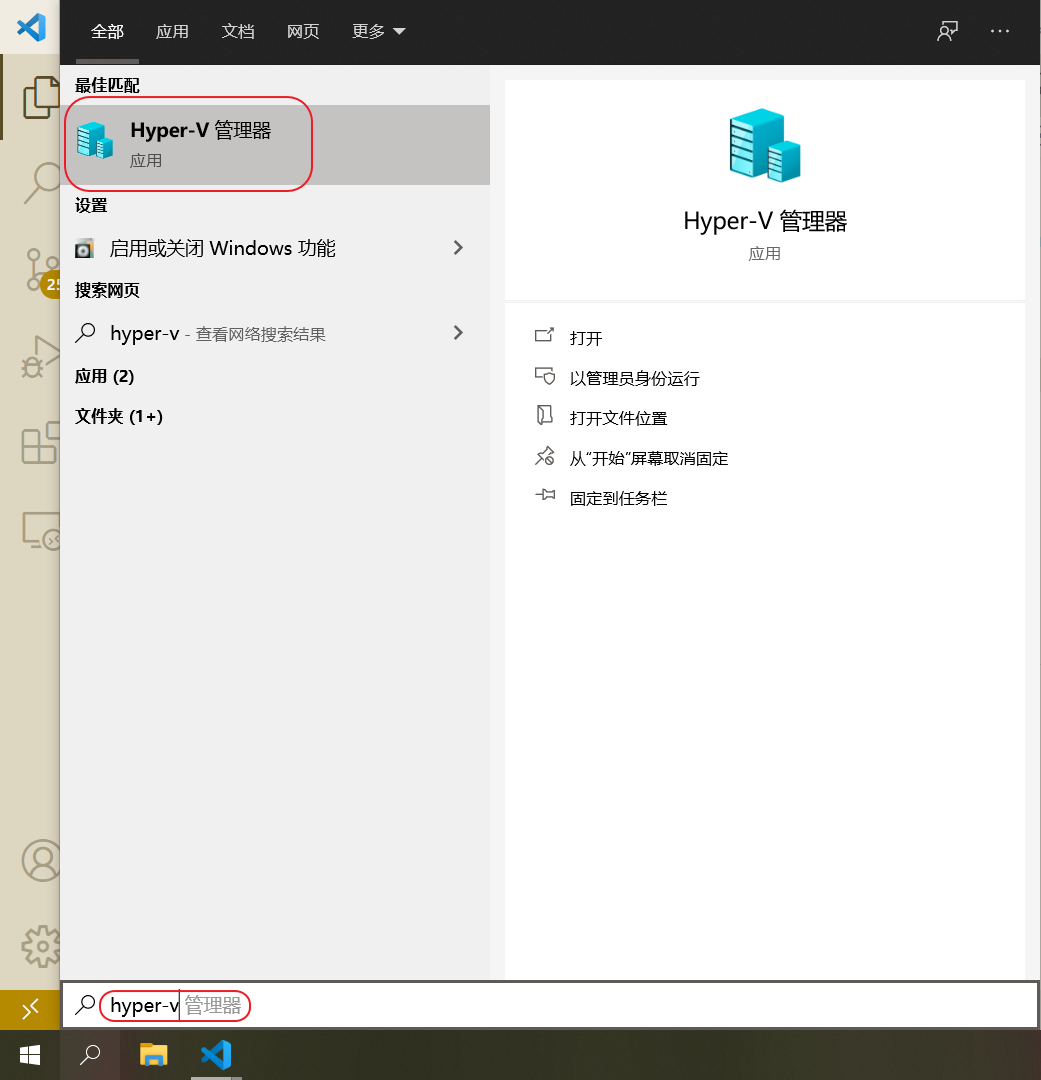 全部 应用 文档 网页 更多
最佳匹配
Hyper-V 管理器
应用
设置
启用或关闭 Windows 功能
搜索网页
hyper-v - 查看网络搜索结果
应用 (2)
文件夹 (1+)
Hyper-V 管理器
应用
打开
以管理员身份运行
打开文件位置
从“开始”屏幕取消固定
固定到任务栏
hyper-v 管理器